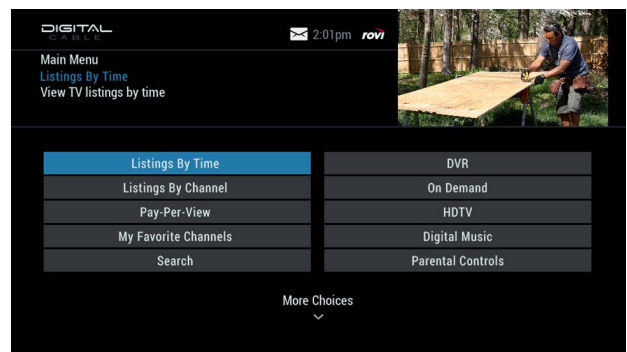 DIGITAL
CABLE
2:01pm rovi
Main Menu
Listings By Time
View TV listings by time
Listings By Time
DVR
Listings By Channel
On Demand
Pay-Per-View
HDTV
My Favorite Channels
Digital Music
Search
Parental Controls
More Choices